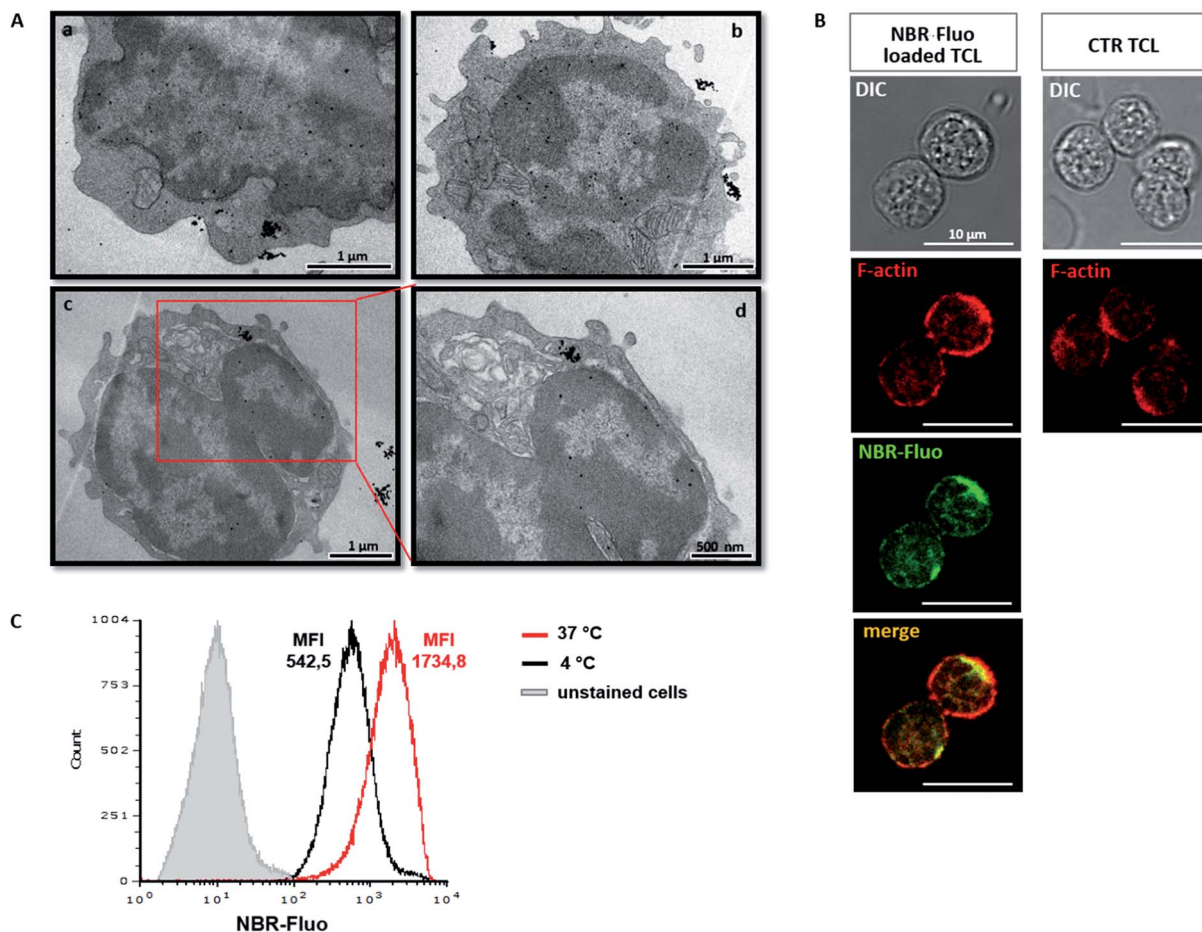 A
a
1 µm
b
1 µm
c
1 µm
d
500 nm
B
NBR-Fluo
loaded TCL
CTR TCL
DIC
10 µm
DIC
F-actin
F-actin
NBR-Fluo
merge
C
1004
753
502
251
0
Count
10⁰ 10¹ 10² 10³ 10⁴
NBR-Fluo
MFI
542,5
MFI
1734,8
37 °C
4 °C
unstained cells